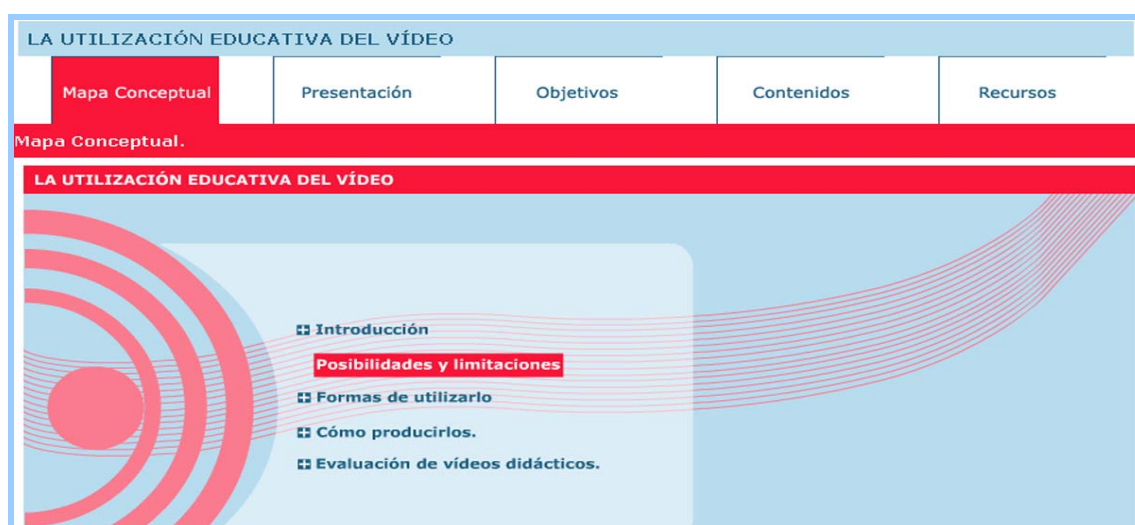 LA UTILIZACIÓN EDUCATIVA DEL VÍDEO
Mapa Conceptual
Presentación
Objetivos
Contenidos
Recursos
Mapa Conceptual.
LA UTILIZACIÓN EDUCATIVA DEL VÍDEO
Introducción
Posibilidades y limitaciones
Formas de utilizarlo
Cómo producirlos.
Evaluación de vídeos didácticos.